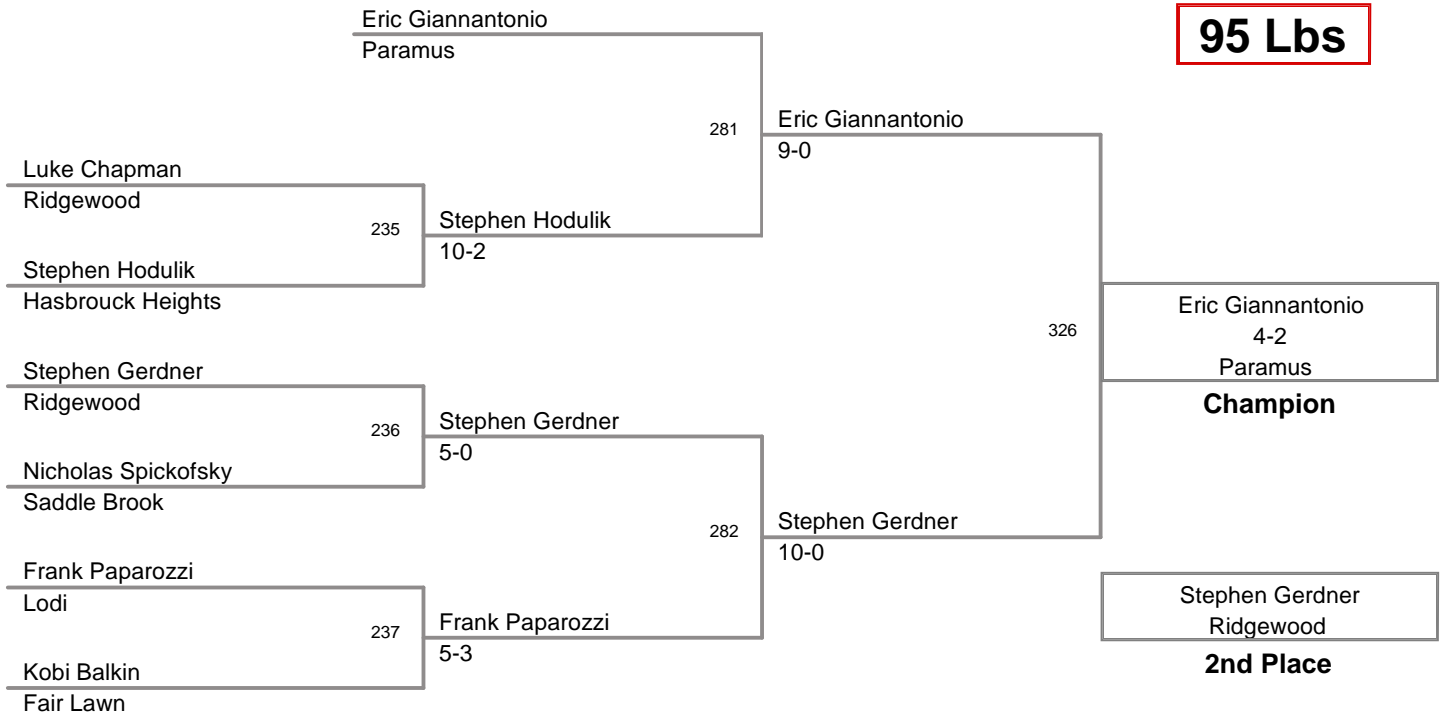 Eric Giannantonio
Paramus
95 Lbs
281
Eric Giannantonio
9-0
Luke Chapman
Ridgewood
235
Stephen Hodulik
10-2
Stephen Hodulik
Hasbrouck Heights
326
Eric Giannantonio
4-2
Paramus
Champion
Stephen Gerdner
Ridgewood
236
Stephen Gerdner
5-0
Nicholas Spickofsky
Saddle Brook
282
Stephen Gerdner
10-0
Frank Paparozzi
Lodi
237
Frank Paparozzi
5-3
Kobi Balkin
Fair Lawn
Stephen Gerdner
Ridgewood
2nd Place